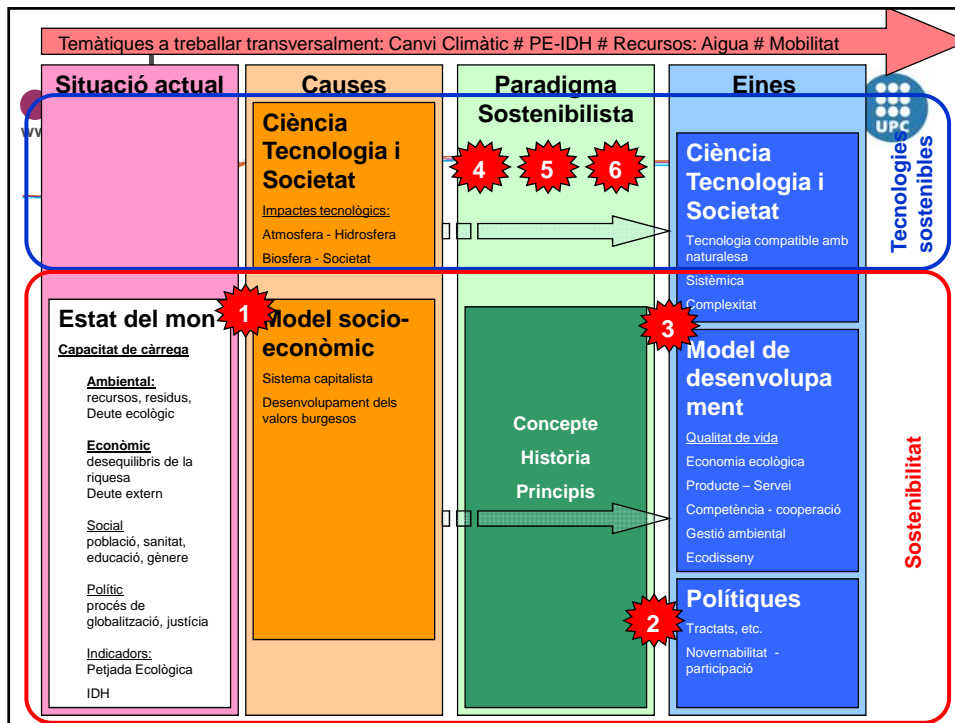 Temàtiques a treballar transversalment: Canvi Climàtic # PE-IDH # Recursos: Aigua # Mobilitat
Situació actual
Estat del mon
Capacitat de càrrega
Ambiental:
recursos, residus,
Deute ecològic
Econòmic
desequilibris de la
riquesa
Deute extern
Social
població, sanitat,
educació, gènere
Polític
procés de
globalització, justícia
Indicadors:
Petjada Ecològica
IDH
1
Causes
Ciència
Tecnologia i
Societat
Impactes tecnològics:
Atmosfera - Hidrosfera
Biosfera - Societat
Model socio-
econòmic
Sistema capitalista
Desenvolupament dels
valors burgesos
Paradigma
Sostenibilista
4
5
6
Concepte
Història
Principis
3
2
Eines
Ciència
Tecnologia i
Societat
Tecnologia compatible amb
naturalesa
Sistèmica
Complexitat
Model de
desenvolupa
ment
Qualitat de vida
Economia ecològica
Producte – Servei
Competència - cooperació
Gestió ambiental
Ecodisseny
Polítiques
Tractats, etc.
Novernabilitat -
participació
UPC
Tecnologies
sostenibles
Sostenibilitat